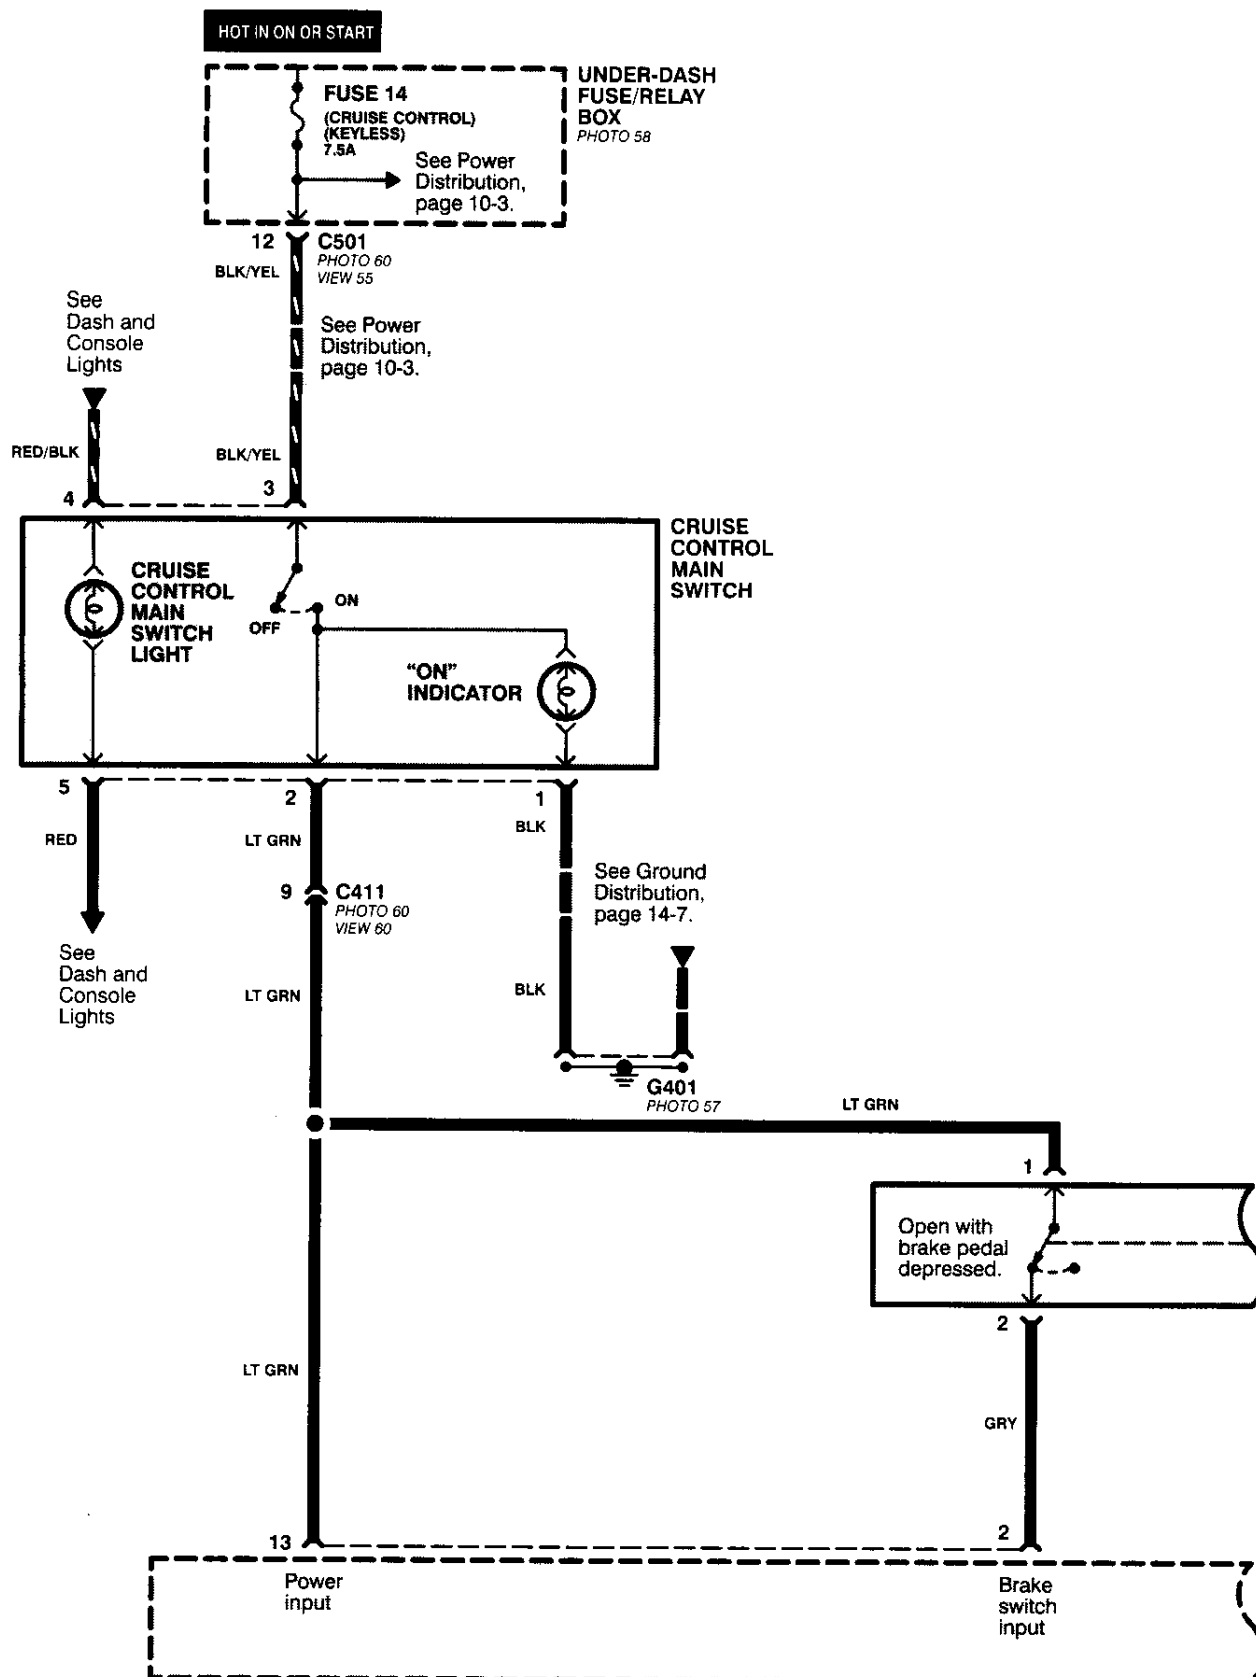 HOT IN ON OR START
FUSE 14
(CRUISE CONTROL)
(KEYLESS)
7.5A
UNDER-DASH
FUSE/RELAY
BOX
PHOTO 58
See Power
Distribution,
page 10-3.
12
C501
PHOTO 60
VIEW 55
BLK/YEL
See
Dash and
Console
Lights
See Power
Distribution,
page 10-3.
RED/BLK
BLK/YEL
4
3
CRUISE
CONTROL
MAIN
SWITCH
CRUISE
CONTROL
MAIN
SWITCH
LIGHT
OFF
ON
“ON”
INDICATOR
5
2
1
RED
LT GRN
BLK
9
C411
PHOTO 60
VIEW 60
See Ground
Distribution,
page 14-7.
See
Dash and
Console
Lights
LT GRN
BLK
G401
PHOTO 57
LT GRN
1
Open with
brake pedal
depressed.
2
LT GRN
GRY
13
2
Power
input
Brake
switch
input